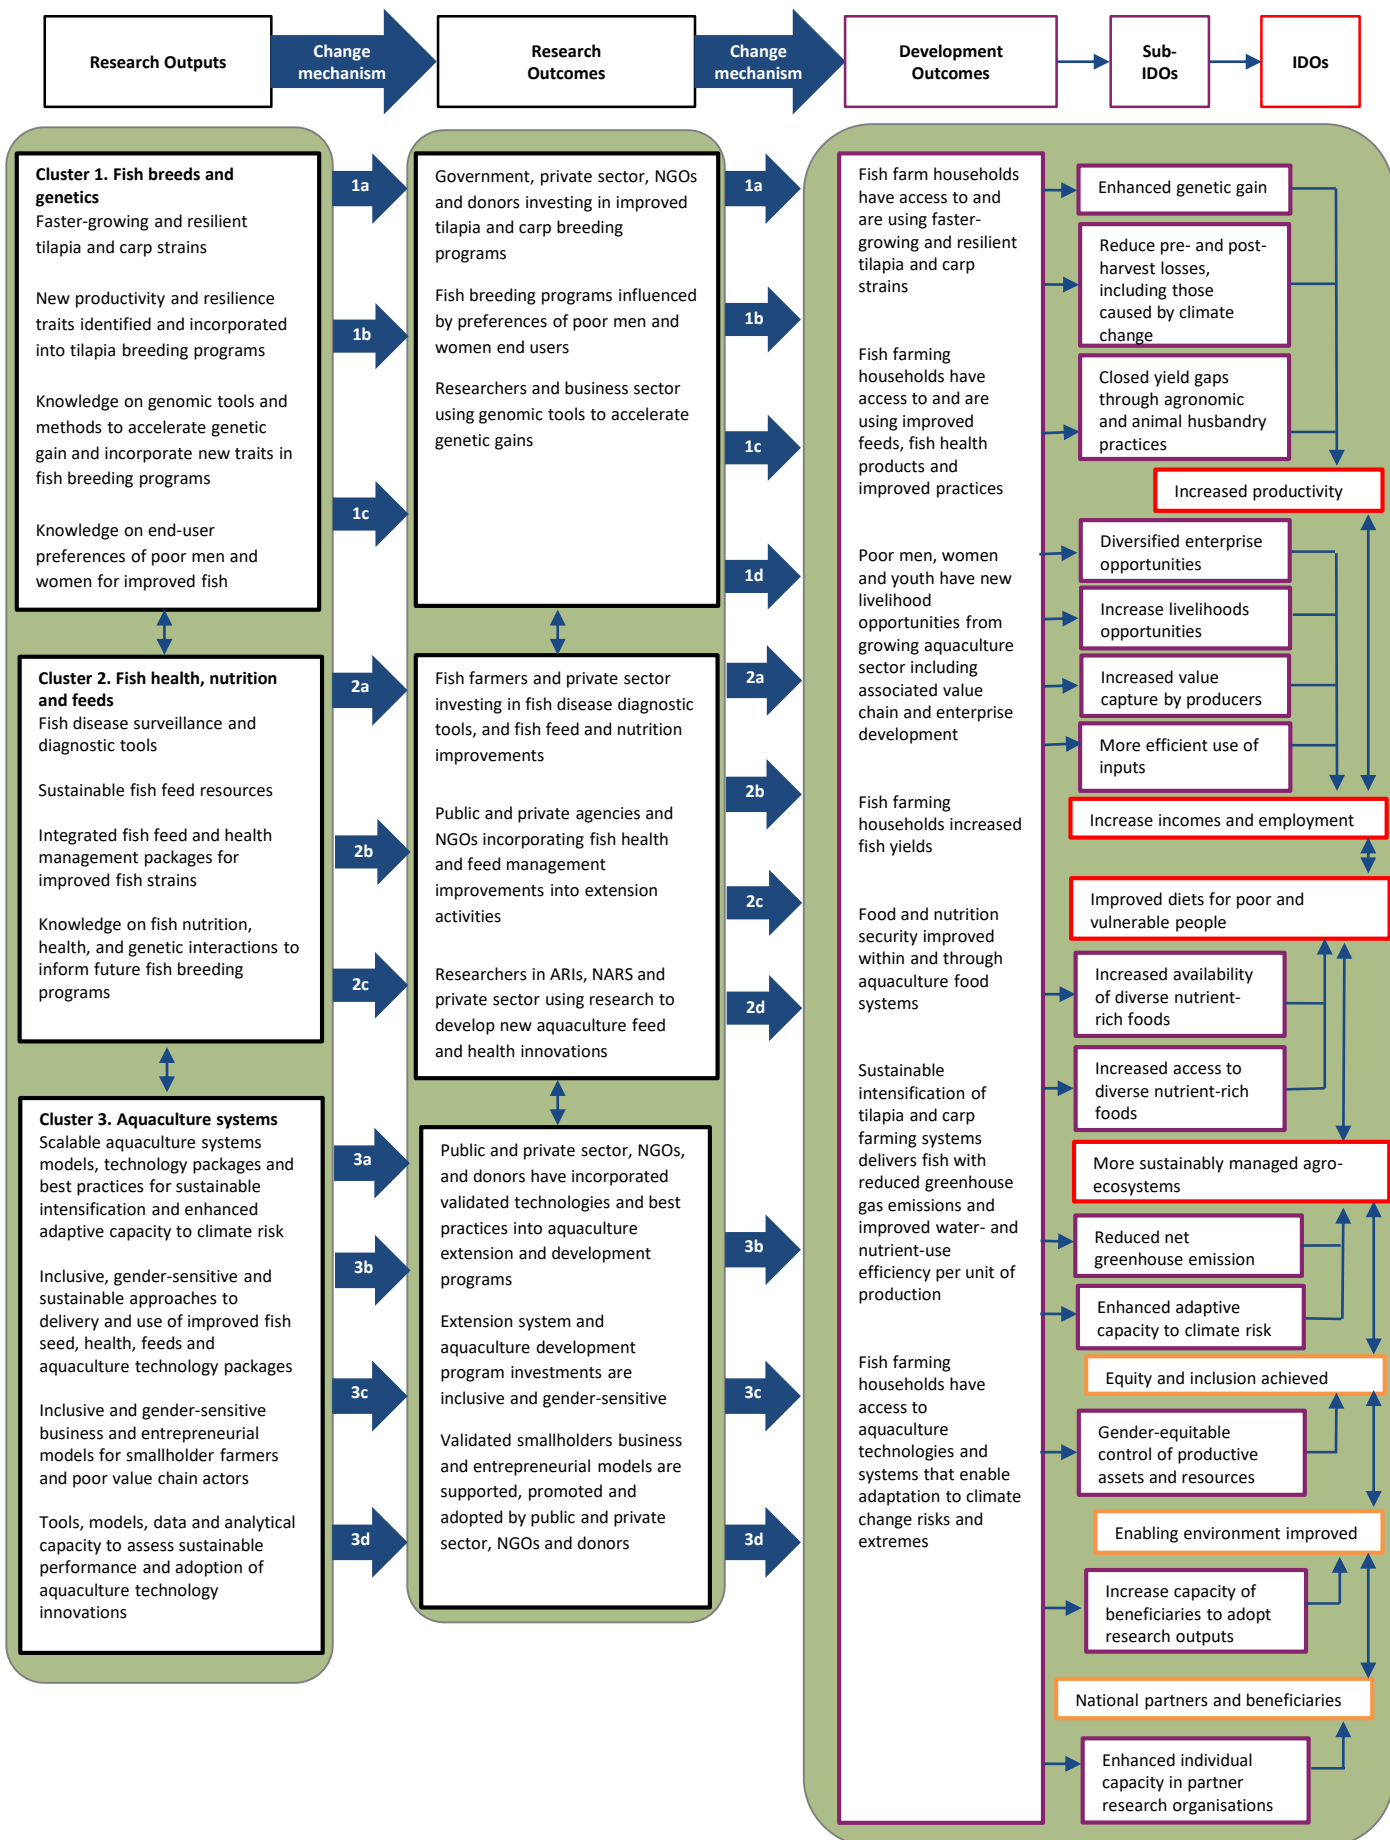 Research Outputs
Change
mechanism
Research
Outcomes
Change
mechanism
Development
Outcomes
Sub-
IDOs
IDOs
Cluster 1. Fish breeds and
genetics
Faster-growing and resilient
tilapia and carp strains
New productivity and resilience
traits identified and incorporated
into tilapia breeding programs
Knowledge on genomic tools and
methods to accelerate genetic
gain and incorporate new traits in
fish breeding programs
Knowledge on end-user
preferences of poor men and
women for improved fish
Cluster 2. Fish health, nutrition
and feeds
Fish disease surveillance and
diagnostic tools
Sustainable fish feed resources
Integrated fish feed and health
management packages for
improved fish strains
Knowledge on fish nutrition,
health, and genetic interactions to
inform future fish breeding
programs
Cluster 3. Aquaculture systems
Scalable aquaculture systems
models, technology packages and
best practices for sustainable
intensification and enhanced
adaptive capacity to climate risk
Inclusive, gender-sensitive and
sustainable approaches to
delivery and use of improved fish
seed, health, feeds and
aquaculture technology packages
Inclusive and gender-sensitive
business and entrepreneurial
models for smallholder farmers
and poor value chain actors
Tools, models, data and analytical
capacity to assess sustainable
performance and adoption of
aquaculture technology
innovations
1a
1b
1c
2a
2b
2c
3a
3b
3c
3d
Government, private sector, NGOs
and donors investing in improved
tilapia and carp breeding
programs
Fish breeding programs influenced
by preferences of poor men and
women end users
Researchers and business sector
using genomic tools to accelerate
genetic gains
Fish farmers and private sector
investing in fish disease diagnostic
tools, and fish feed and nutrition
improvements
Public and private agencies and
NGOs incorporating fish health
and feed management
improvements into extension
activities
Researchers in ARIs, NARS and
private sector using research to
develop new aquaculture feed
and health innovations
Public and private sector, NGOs,
and donors have incorporated
validated technologies and best
practices into aquaculture
extension and development
programs
Extension system and
aquaculture development
program investments are
inclusive and gender-sensitive
Validated smallholders business
and entrepreneurial models are
supported, promoted and
adopted by public and private
sector, NGOs and donors
1a
1b
1c
1d
2a
2b
2c
2d
3b
3c
3d
Fish farm households
have access to and
are using faster-
growing and resilient
tilapia and carp
strains
Fish farming
households have
access to and are
using improved
feeds, fish health
products and
improved practices
Poor men, women
and youth have new
livelihood
opportunities from
growing aquaculture
sector including
associated value
chain and enterprise
development
Fish farming
households increased
fish yields
Food and nutrition
security improved
within and through
aquaculture food
systems
Sustainable
intensification of
tilapia and carp
farming systems
delivers fish with
reduced greenhouse
gas emissions and
improved water- and
nutrient-use
efficiency per unit of
production
Fish farming
households have
access to
aquaculture
technologies and
systems that enable
adaptation to climate
change risks and
extremes
Enhanced genetic gain
Reduce pre- and post-
harvest losses,
including those
caused by climate
change
Closed yield gaps
through agronomic
and animal husbandry
practices
Increased productivity
Diversified enterprise
opportunities
Increase livelihoods
opportunities
Increased value
capture by producers
More efficient use of
inputs
Increase incomes and employment
Improved diets for poor and
vulnerable people
Increased availability
of diverse nutrient-
rich foods
Increased access to
diverse nutrient-rich
foods
More sustainably managed agro-
ecosystems
Reduced net
greenhouse emission
Enhanced adaptive
capacity to climate risk
Equity and inclusion achieved
Gender-equitable
control of productive
assets and resources
Enabling environment improved
Increase capacity of
beneficiaries to adopt
research outputs
National partners and beneficiaries
Enhanced individual
capacity in partner
research organisations